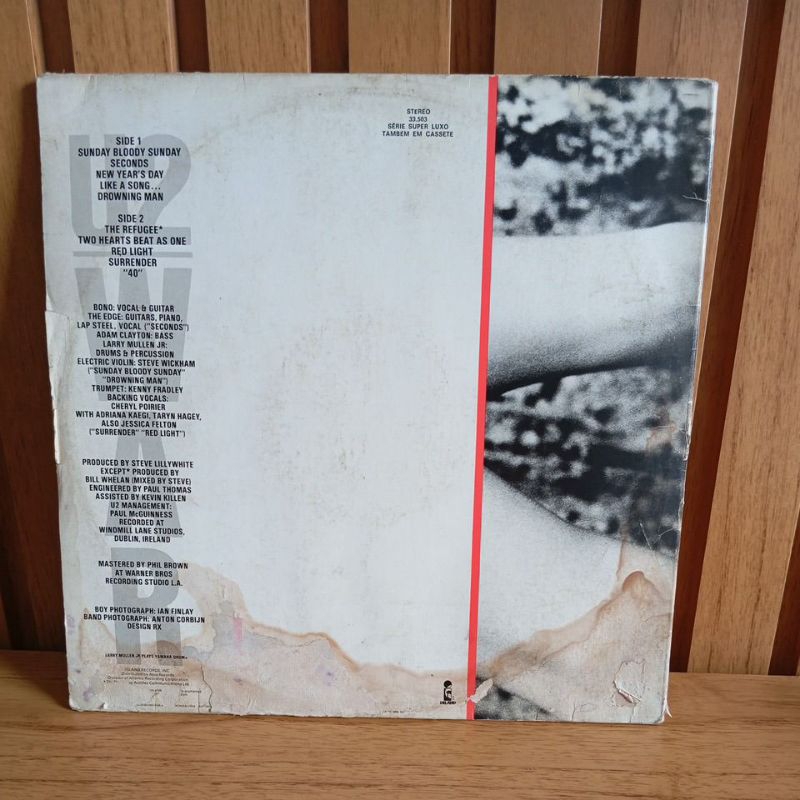 STEREO
33.503
SÉRIE SUPER LUXO
TAMBEM EM CASSETE
U2
WAR
SIDE 1
SUNDAY BLOODY SUNDAY
SECONDS
NEW YEAR'S DAY
LIKE A SONG...
DROWNING MAN
SIDE 2
THE REFUGEE*
TWO HEARTS BEAT AS ONE
RED LIGHT
SURRENDER
"40"
BONO: VOCAL & GUITAR
THE EDGE: GUITARS, PIANO,
LAP STEEL, VOCAL ("SECONDS")
ADAM CLAYTON: BASS
LARRY MULLEN JR:
DRUMS & PERCUSSION
ELECTRIC VIOLIN: STEVE WICKHAM
("SUNDAY BLOODY SUNDAY"
"DROWNING MAN")
TRUMPET: KENNY FRADLEY
BACKING VOCALS:
CHERYL POIRIER
WITH ADRIANA KAEGI, TARYN HAGEY,
ALSO JESSICA FELTON
("SURRENDER" "RED LIGHT")
PRODUCED BY STEVE LILLYWHITE
EXCEPT* PRODUCED BY
BILL WHELAN (MIXED BY STEVE)
ENGINEERED BY PAUL THOMAS
ASSISTED BY KEVIN KILLEN
U2 MANAGEMENT:
PAUL McGUINNESS
RECORDED AT
WINDMILL LANE STUDIOS,
DUBLIN, IRELAND
MASTERED BY PHIL BROWN
AT WARNER BROS
RECORDING STUDIO L.A.
BOY PHOTOGRAPH: IAN FINLAY
BAND PHOTOGRAPH: ANTON CORBIJN
DESIGN RX
LARRY MULLEN JR PLAYS YAMAHA DRUMS
ISLAND RECORDS, INC.
ISLAND